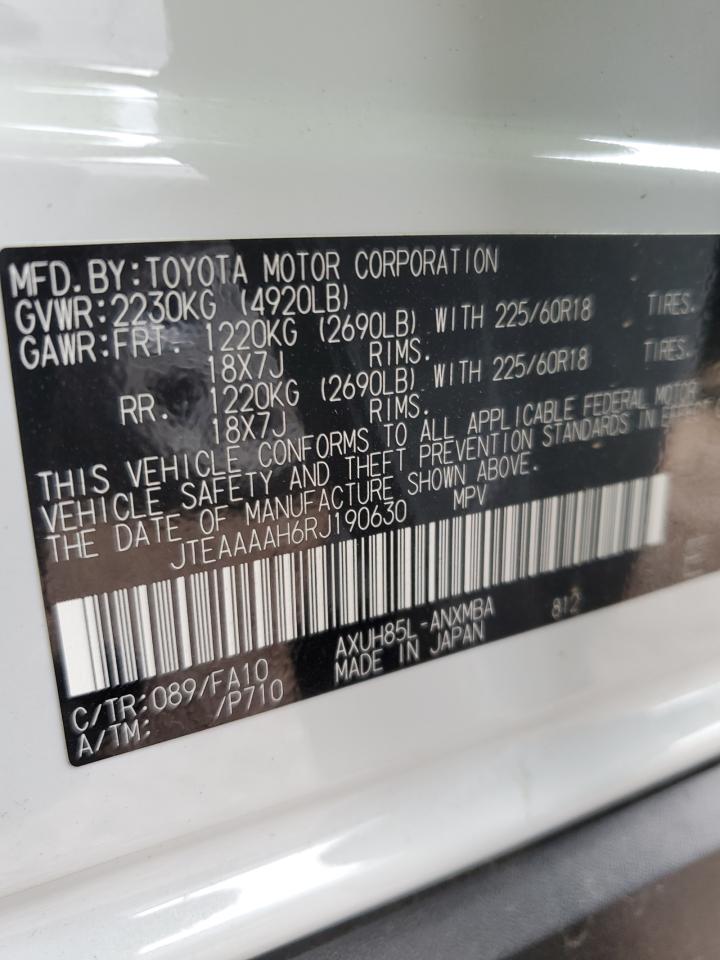 MFD.BY:TOYOTA MOTOR CORPORATION
GVWR:2230KG (4920LB)
GAWR:FRT. 1220KG (2690LB) WITH 225/60R18 TIRES.
18X7J RIMS.
RR. 1220KG (2690LB) WITH 225/60R18 TIRES.
18X7J RIMS.
THIS VEHICLE CONFORMS TO ALL APPLICABLE FEDERAL MOTOR
VEHICLE SAFETY AND THEFT PREVENTION STANDARDS IN EFFECT
THE DATE OF MANUFACTURE SHOWN ABOVE.
JTEAAAAH6RJ190630 MPV
C/TR:089/FA10 AXUH85L-ANXMBA 812
A/TM: /P710 MADE IN JAPAN